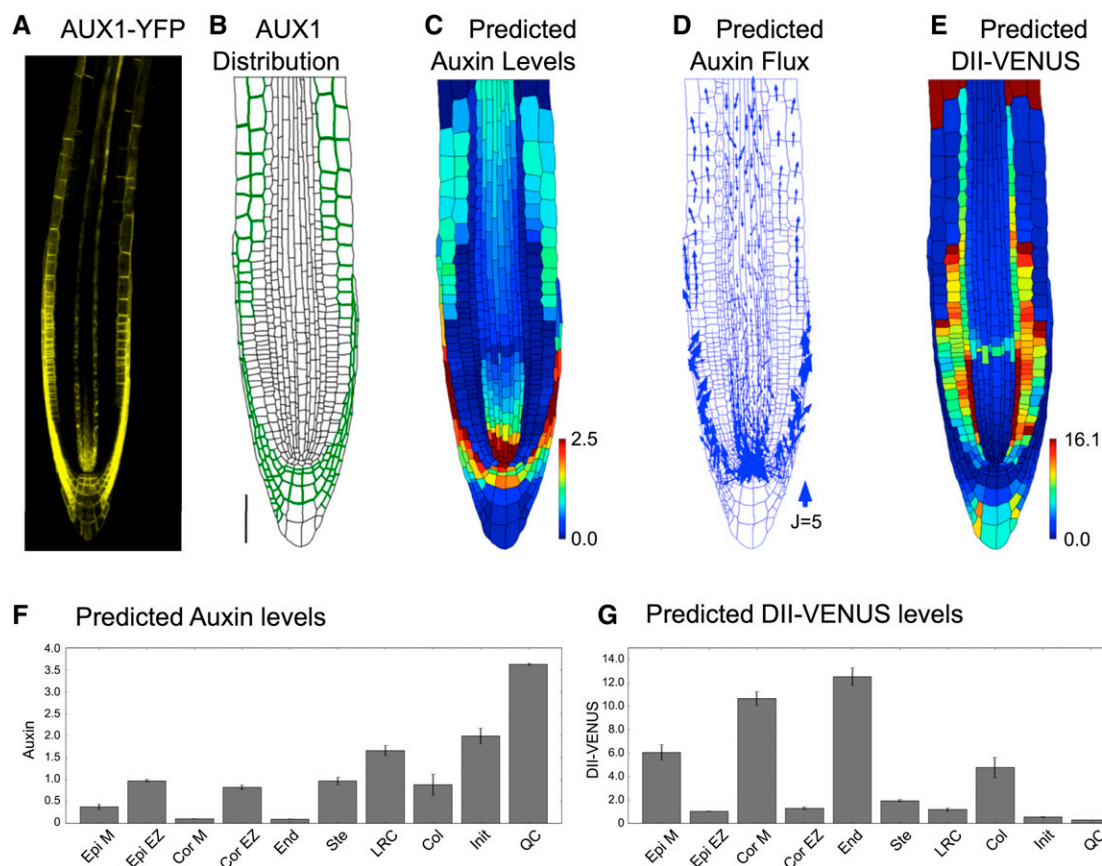 A AUX1-YFP
B AUX1
Distribution
C Predicted
Auxin Levels
D Predicted
Auxin Flux
E Predicted
DII-VENUS
2.5
0.0
J=5
16.1
0.0
F Predicted Auxin levels
4.0
3.5
3.0
2.5
2.0
1.5
1.0
0.5
0
Auxin
Epi M
Epi EZ
Cor M
Cor EZ
End
Ste
LRC
Col
Init
QC
G Predicted DII-VENUS levels
14.0
12.0
10.0
8.0
6.0
4.0
2.0
0
DII-VENUS
Epi M
Epi EZ
Cor M
Cor EZ
End
Ste
LRC
Col
Init
QC